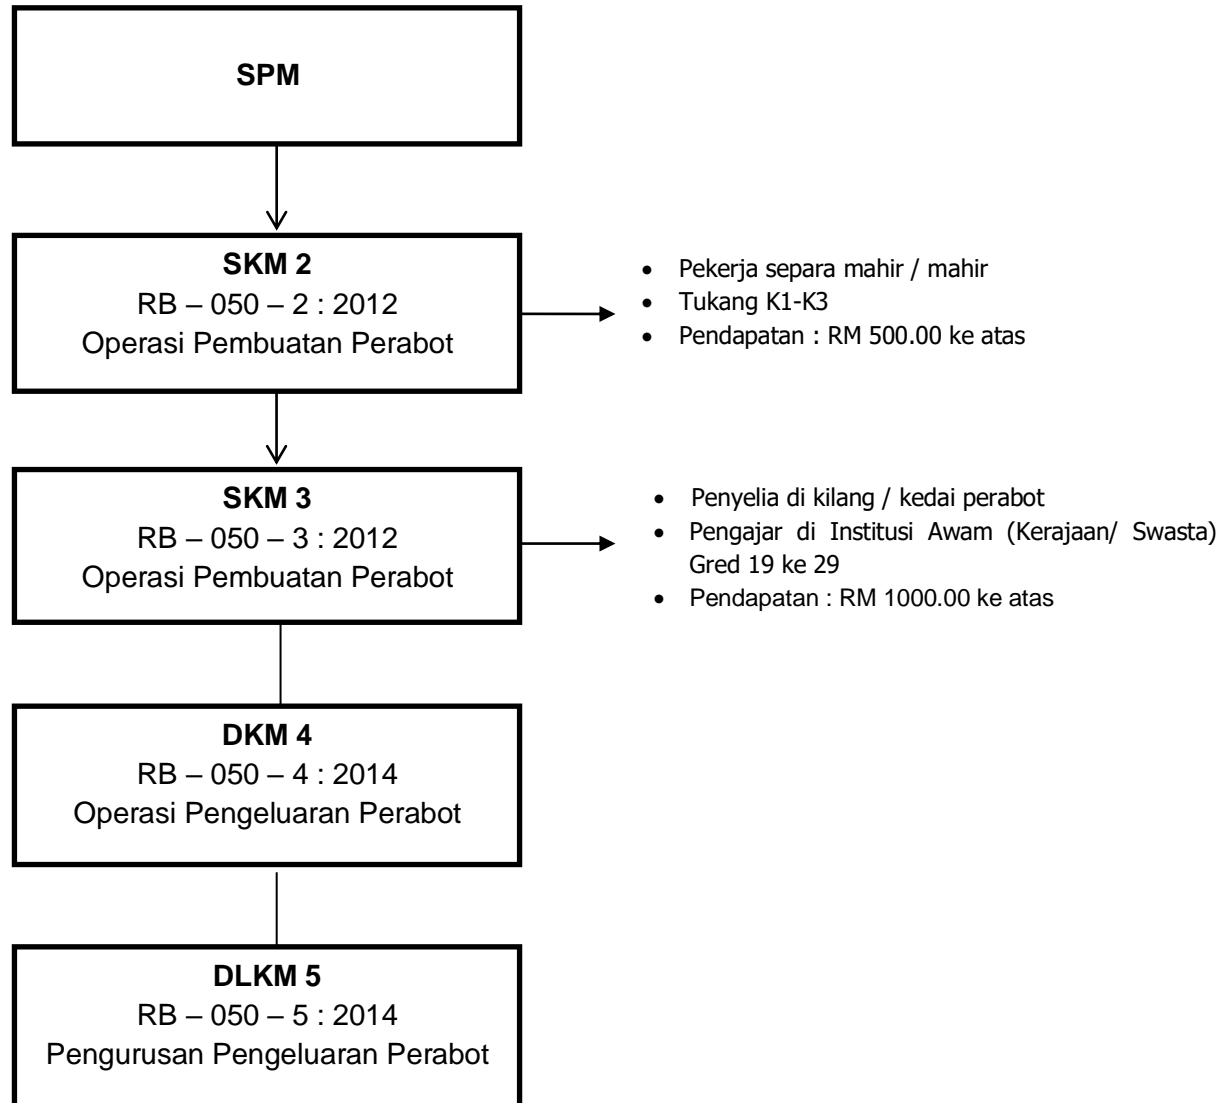 SPM
SKM 2
RB – 050 – 2 : 2012
Operasi Pembuatan Perabot
• Pekerja separa mahir / mahir
• Tukang K1-K3
• Pendapatan : RM 500.00 ke atas
SKM 3
RB – 050 – 3 : 2012
Operasi Pembuatan Perabot
• Penyelia di kilang / kedai perabot
• Pengajar di Institusi Awam (Kerajaan/ Swasta)
Gred 19 ke 29
• Pendapatan : RM 1000.00 ke atas
DKM 4
RB – 050 – 4 : 2014
Operasi Pengeluaran Perabot
DLKM 5
RB – 050 – 5 : 2014
Pengurusan Pengeluaran Perabot